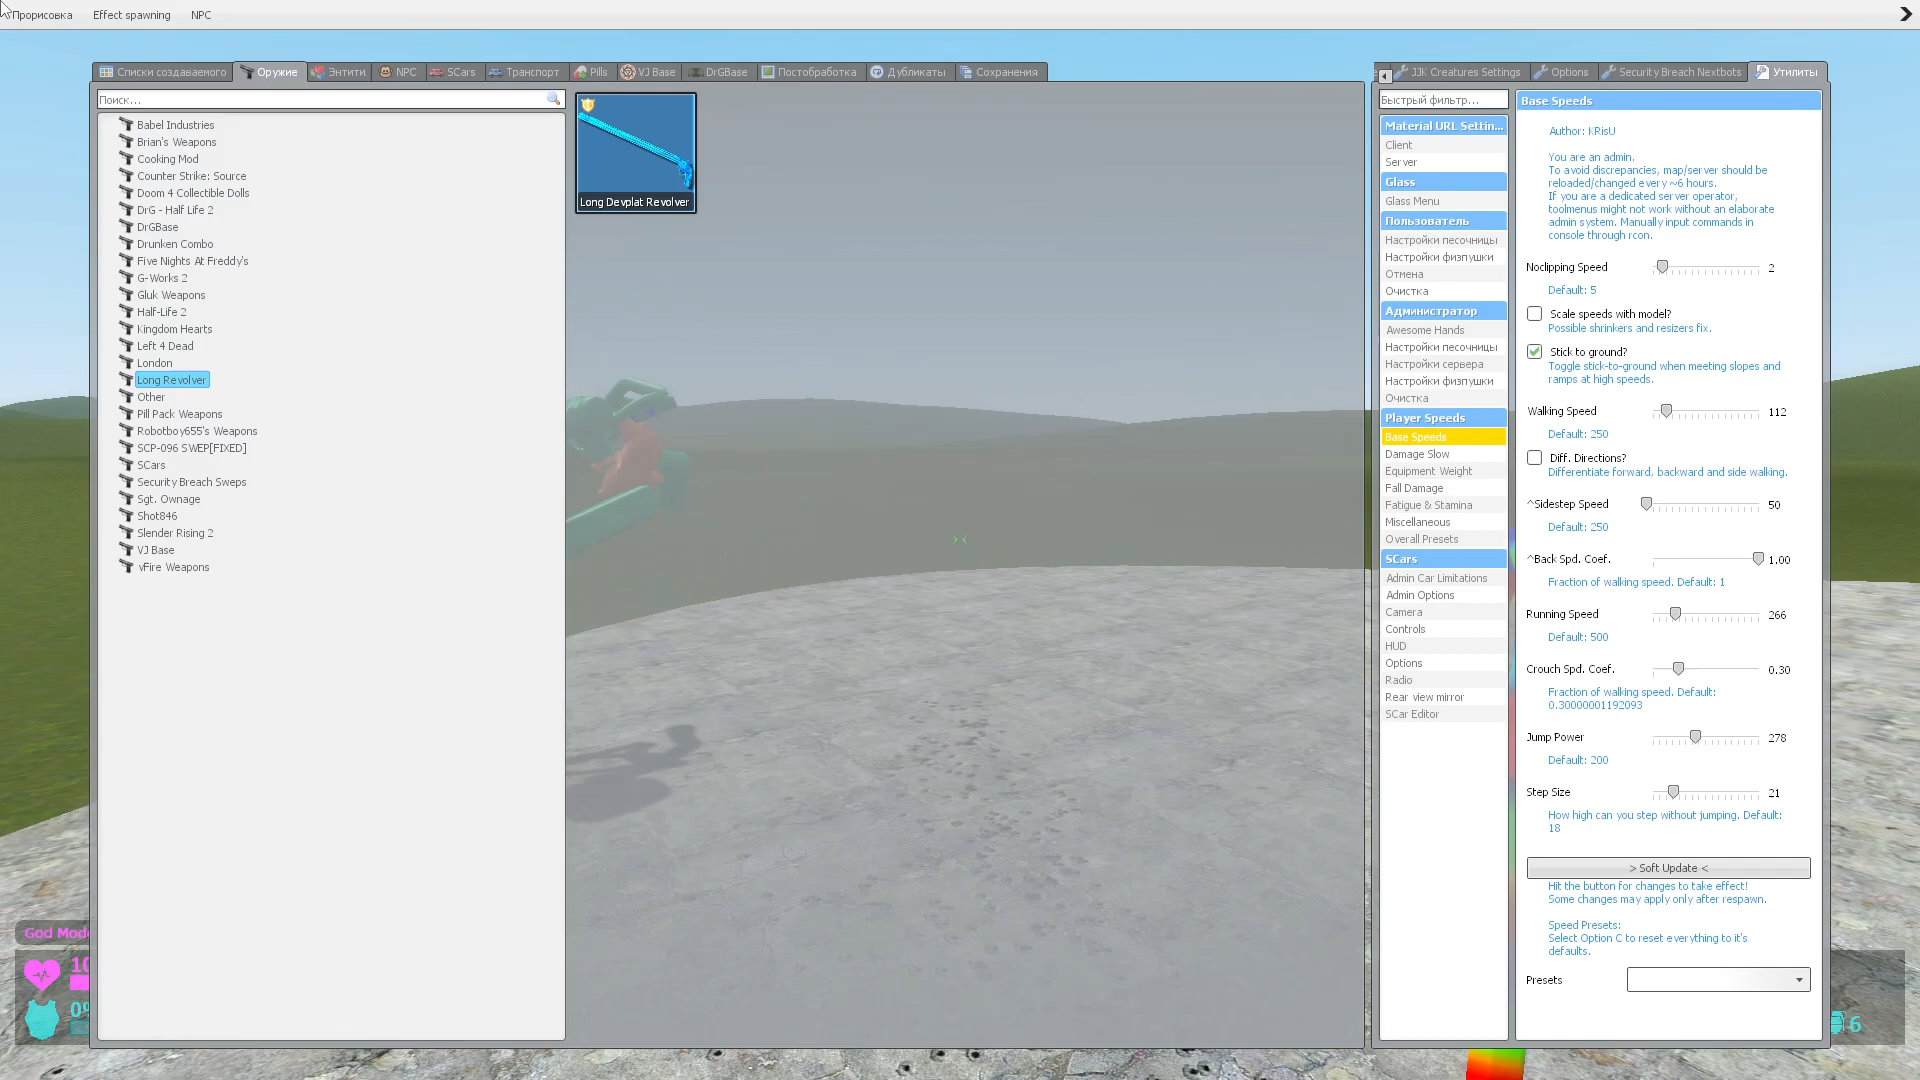 Прорисовка Effect spawning NPC
Списки создаваемого Оружие Энтити NPC SCars Транспорт Pills VJ Base DrGBase Постобработка Дубликаты Сохранения
JJK Creatures Settings Options Security Breach Nextbots Утилиты
Поиск...
Babel Industries
Brian's Weapons
Cooking Mod
Counter Strike: Source
Doom 4 Collectible Dolls
DrG - Half Life 2
DrGBase
Drunken Combo
Five Nights At Freddy's
G-Works 2
Gluk Weapons
Half-Life 2
Kingdom Hearts
Left 4 Dead
London
Long Revolver
Other
Pill Pack Weapons
Robotboy655's Weapons
SCP-096 SWEP[FIXED]
SCars
Security Breach Sweps
Sgt. Ownage
Shot846
Slender Rising 2
VJ Base
vFire Weapons
Long Devplat Revolver
Быстрый фильтр...
Material URL Settin...
Client
Server
Glass
Glass Menu
Пользователь
Настройки песочницы
Настройки физпушки
Отмена
Очистка
Администратор
Awesome Hands
Настройки песочницы
Настройки сервера
Настройки физпушки
Очистка
Player Speeds
Base Speeds
Damage Slow
Equipment Weight
Fall Damage
Fatigue & Stamina
Miscellaneous
Overall Presets
SCars
Admin Car Limitations
Admin Options
Camera
Controls
HUD
Options
Radio
Rear view mirror
SCar Editor
Base Speeds
Author: KRisU
You are an admin.
To avoid discrepancies, map/server should be
reloaded/changed every ~6 hours.
If you are a dedicated server operator,
toolmenus might not work without an elaborate
admin system. Manually input commands in
console through rcon.
Noclipping Speed 2
Default: 5
Scale speeds with model?
Possible shrinkers and resizers fix.
Stick to ground?
Toggle stick-to-ground when meeting slopes and
ramps at high speeds.
Walking Speed 112
Default: 250
Diff. Directions?
Differentiate forward, backward and side walking.
^Sidestep Speed 50
Default: 250
^Back Spd. Coef. 1.00
Fraction of walking speed. Default: 1
Running Speed 266
Default: 500
Crouch Spd. Coef. 0.30
Fraction of walking speed. Default:
0.30000001192093
Jump Power 278
Default: 200
Step Size 21
How high can you step without jumping. Default:
18
> Soft Update <
Hit the button for changes to take effect!
Some changes may apply only after respawn.
Speed Presets:
Select Option C to reset everything to it's
defaults.
Presets
God Mode
10
0%
6